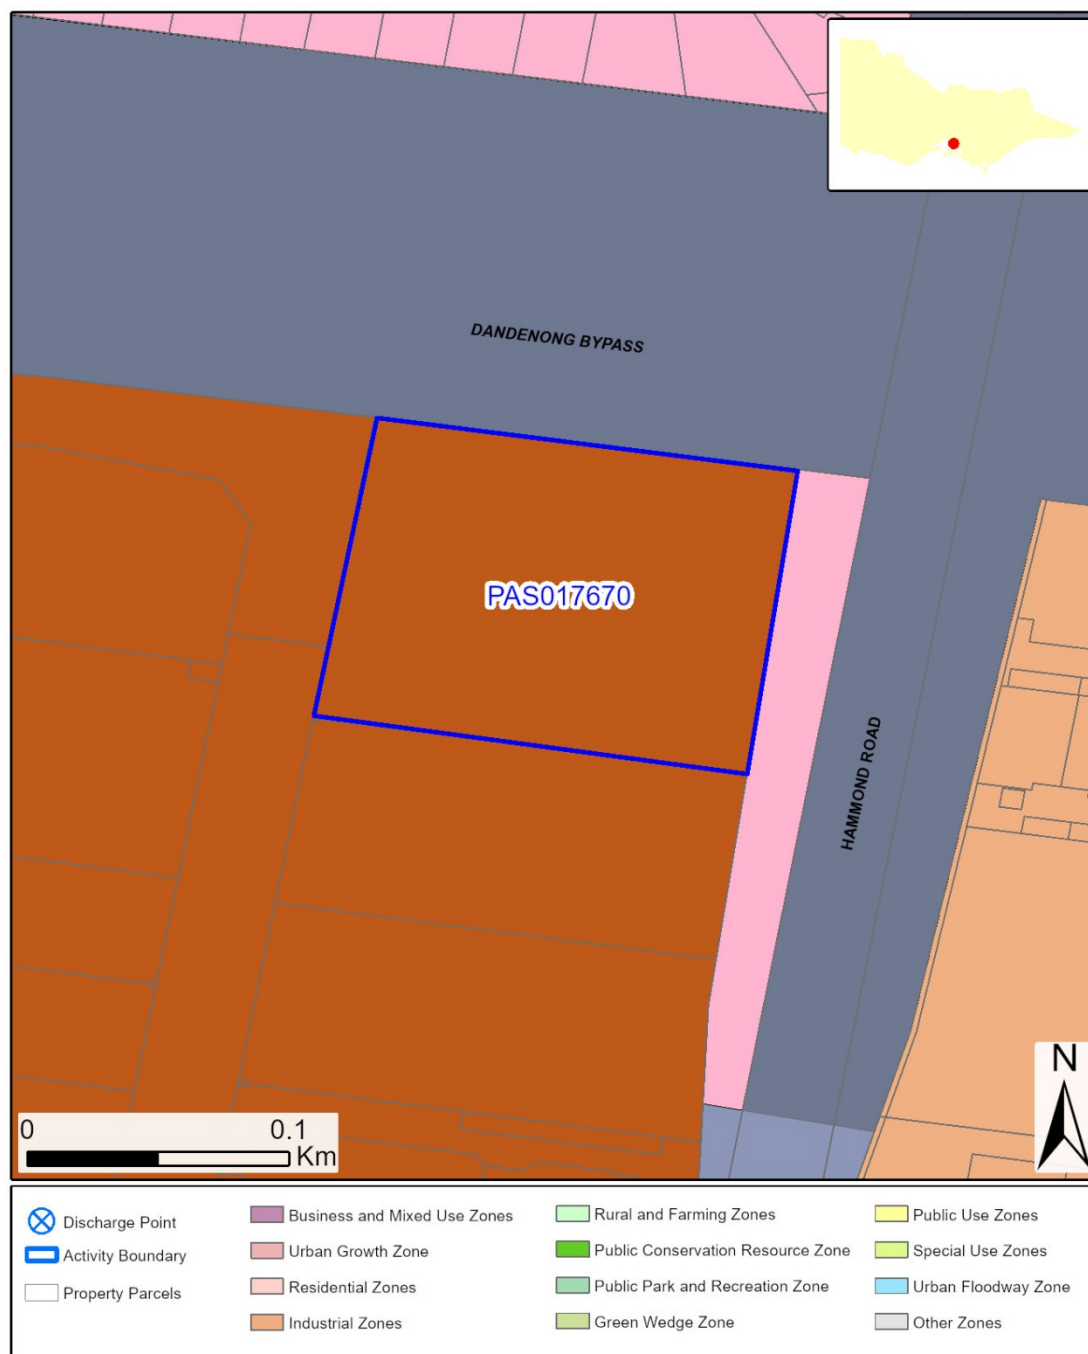 DANDENONG BYPASS
PAS017670
HAMMOND ROAD
N
0 0.1
Km
Discharge Point
Activity Boundary
Property Parcels
Business and Mixed Use Zones
Urban Growth Zone
Residential Zones
Industrial Zones
Rural and Farming Zones
Public Conservation Resource Zone
Public Park and Recreation Zone
Green Wedge Zone
Public Use Zones
Special Use Zones
Urban Floodway Zone
Other Zones